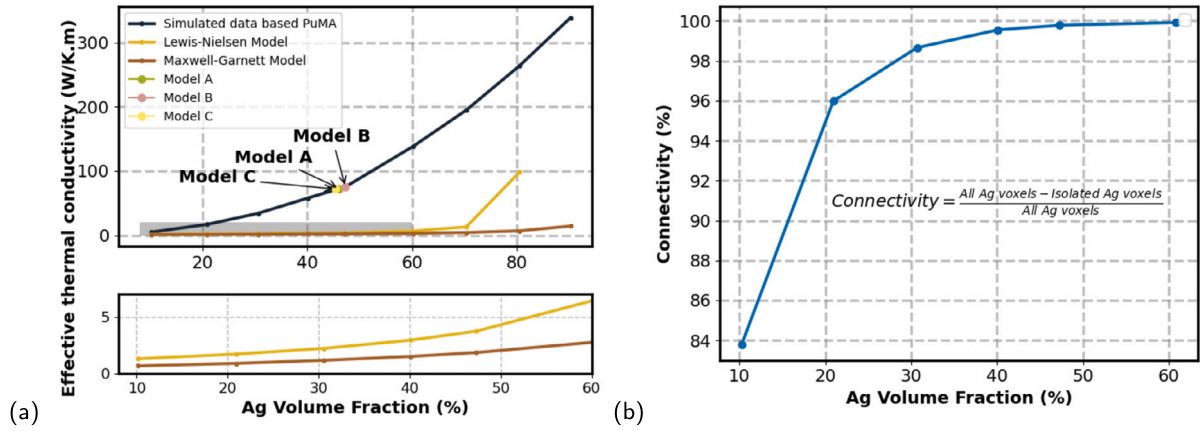 Effective thermal conductivity (W/K.m)
300
200
100
0
Simulated data based PuMA
Lewis-Nielsen Model
Maxwell-Garnett Model
Model A
Model B
Model C
Model B
Model A
Model C
20
40
60
80
5
0
10
20
30
40
50
60
Ag Volume Fraction (%)
(a)
Connectivity (%)
100
98
96
94
92
90
88
86
84
Connectivity = All Ag voxels − Isolated Ag voxels
All Ag voxels
10
20
30
40
50
60
Ag Volume Fraction (%)
(b)